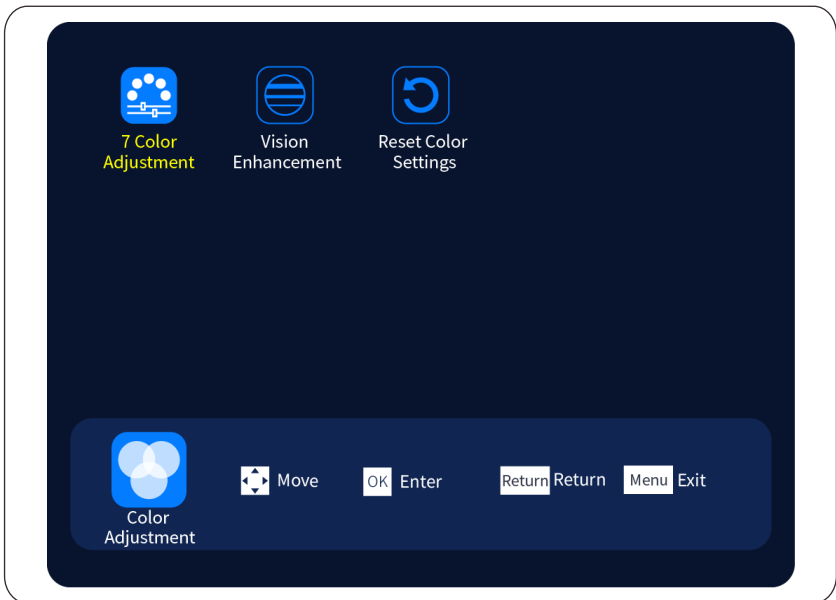 7 Color
Adjustment
Vision
Enhancement
Reset Color
Settings
Move
OK Enter
Return Return
Menu Exit
Color
Adjustment